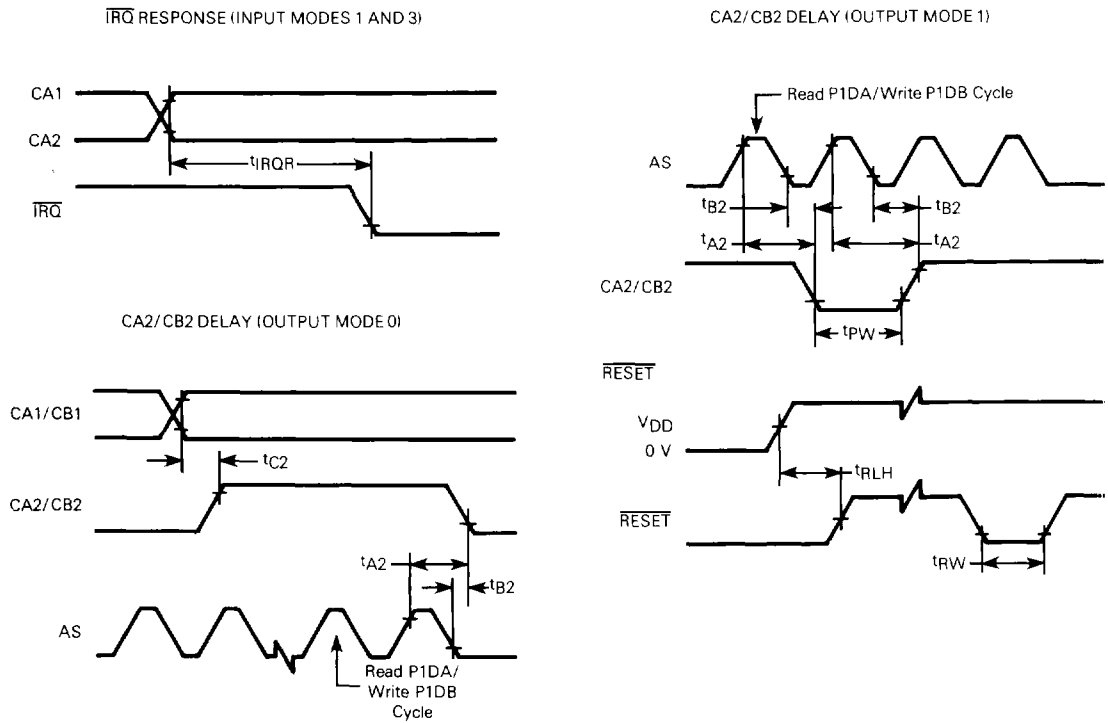 IRQ RESPONSE (INPUT MODES 1 AND 3)
CA1
CA2
tIRQR
IRQ
CA2/CB2 DELAY (OUTPUT MODE 0)
CA1/CB1
tC2
CA2/CB2
tA2
tB2
AS
Read P1DA/
Write P1DB
Cycle
CA2/CB2 DELAY (OUTPUT MODE 1)
Read P1DA/Write P1DB Cycle
AS
tB2
tB2
tA2
tA2
CA2/CB2
tPW
RESET
VDD
0 V
tRLH
RESET
tRW